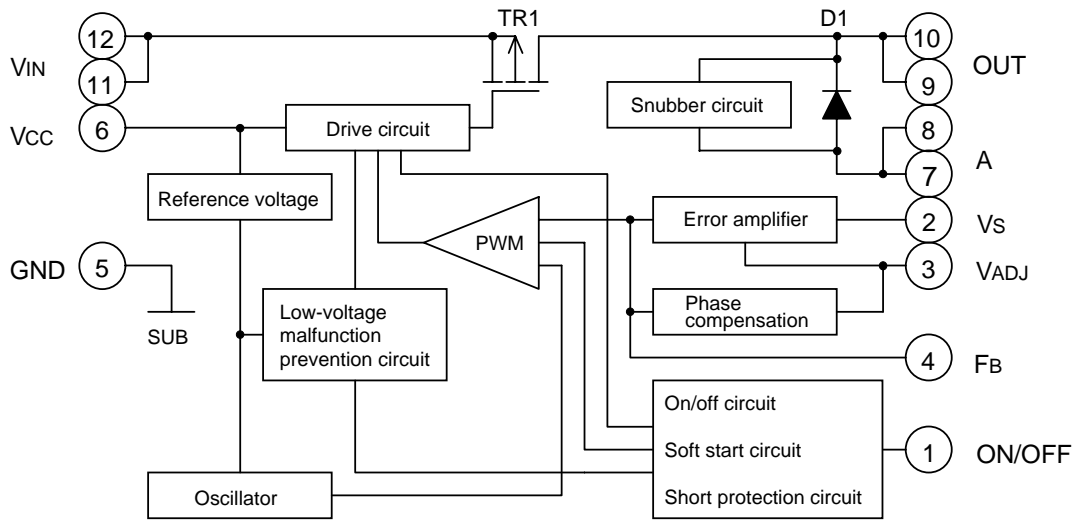 TR1
D1
12
10
VIN
OUT
11
Snubber circuit
9
6
Drive circuit
8
VCC
A
7
Reference voltage
PWM
Error amplifier
2
VS
GND
5
3
VADJ
SUB
Low-voltage
malfunction
prevention circuit
Phase
compensation
4
FB
On/off circuit
Soft start circuit
1
ON/OFF
Oscillator
Short protection circuit